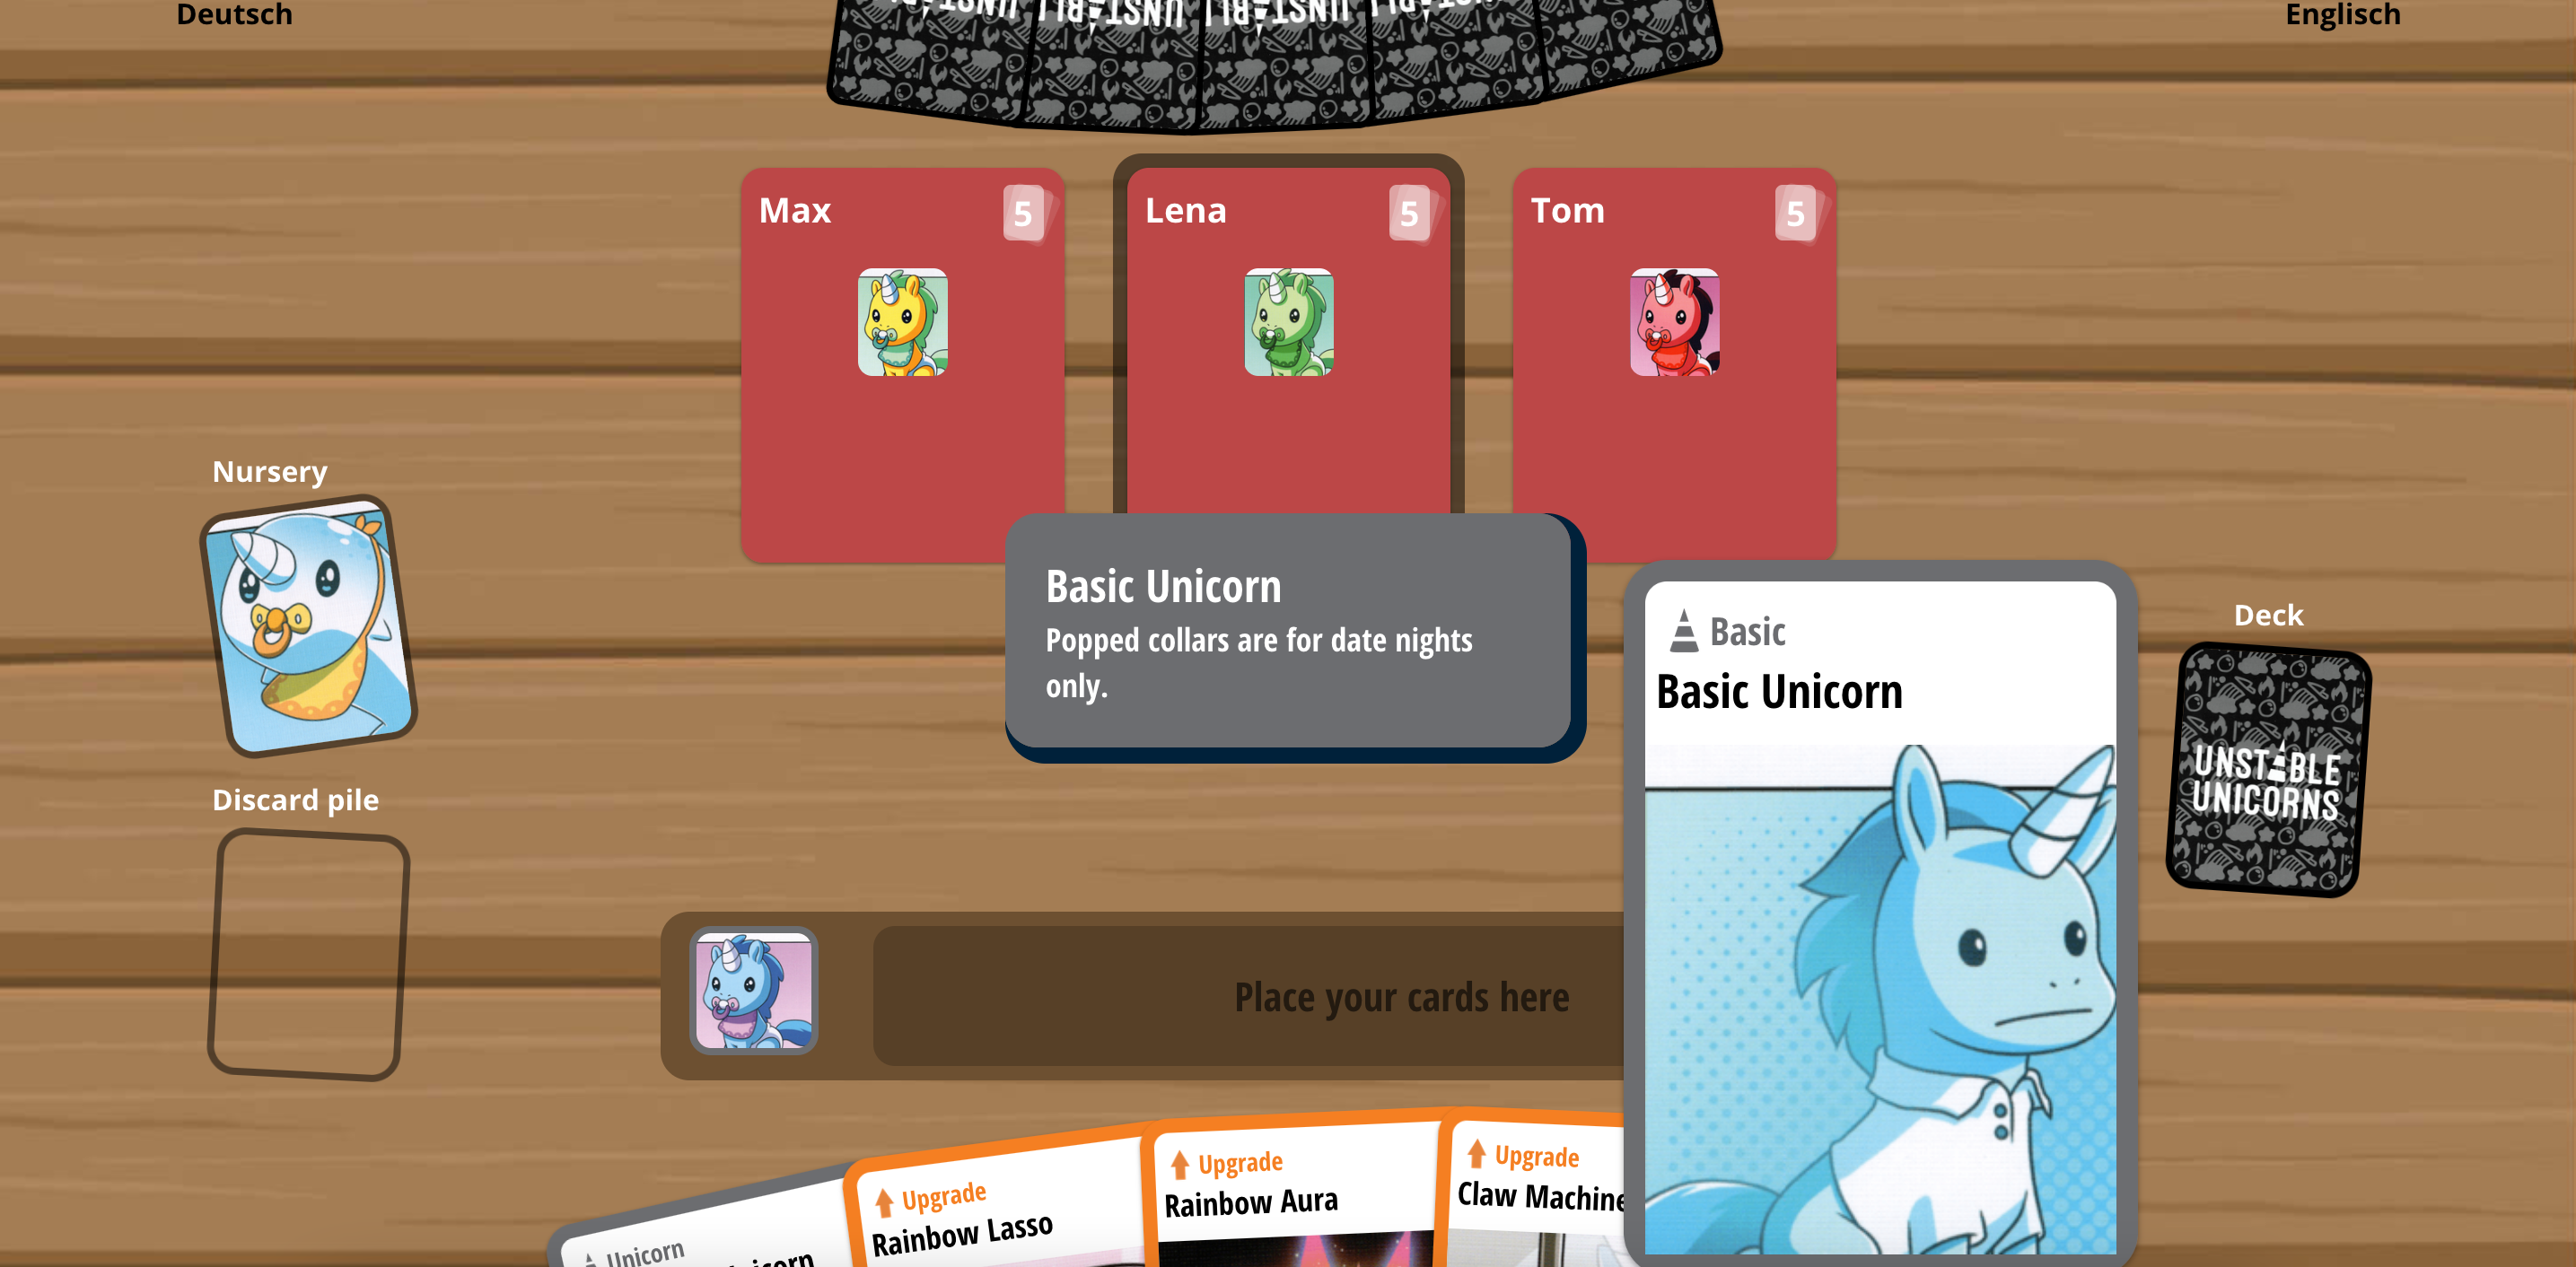 Deutsch
Englisch
Max
5
Lena
5
Tom
5
Nursery
Basic Unicorn
Popped collars are for date nights
only.
Basic
Basic Unicorn
Deck
UNSTABLE
UNICORNS
Discard pile
Place your cards here
Unicorn
Upgrade
Rainbow Lasso
Upgrade
Rainbow Aura
Upgrade
Claw Machine